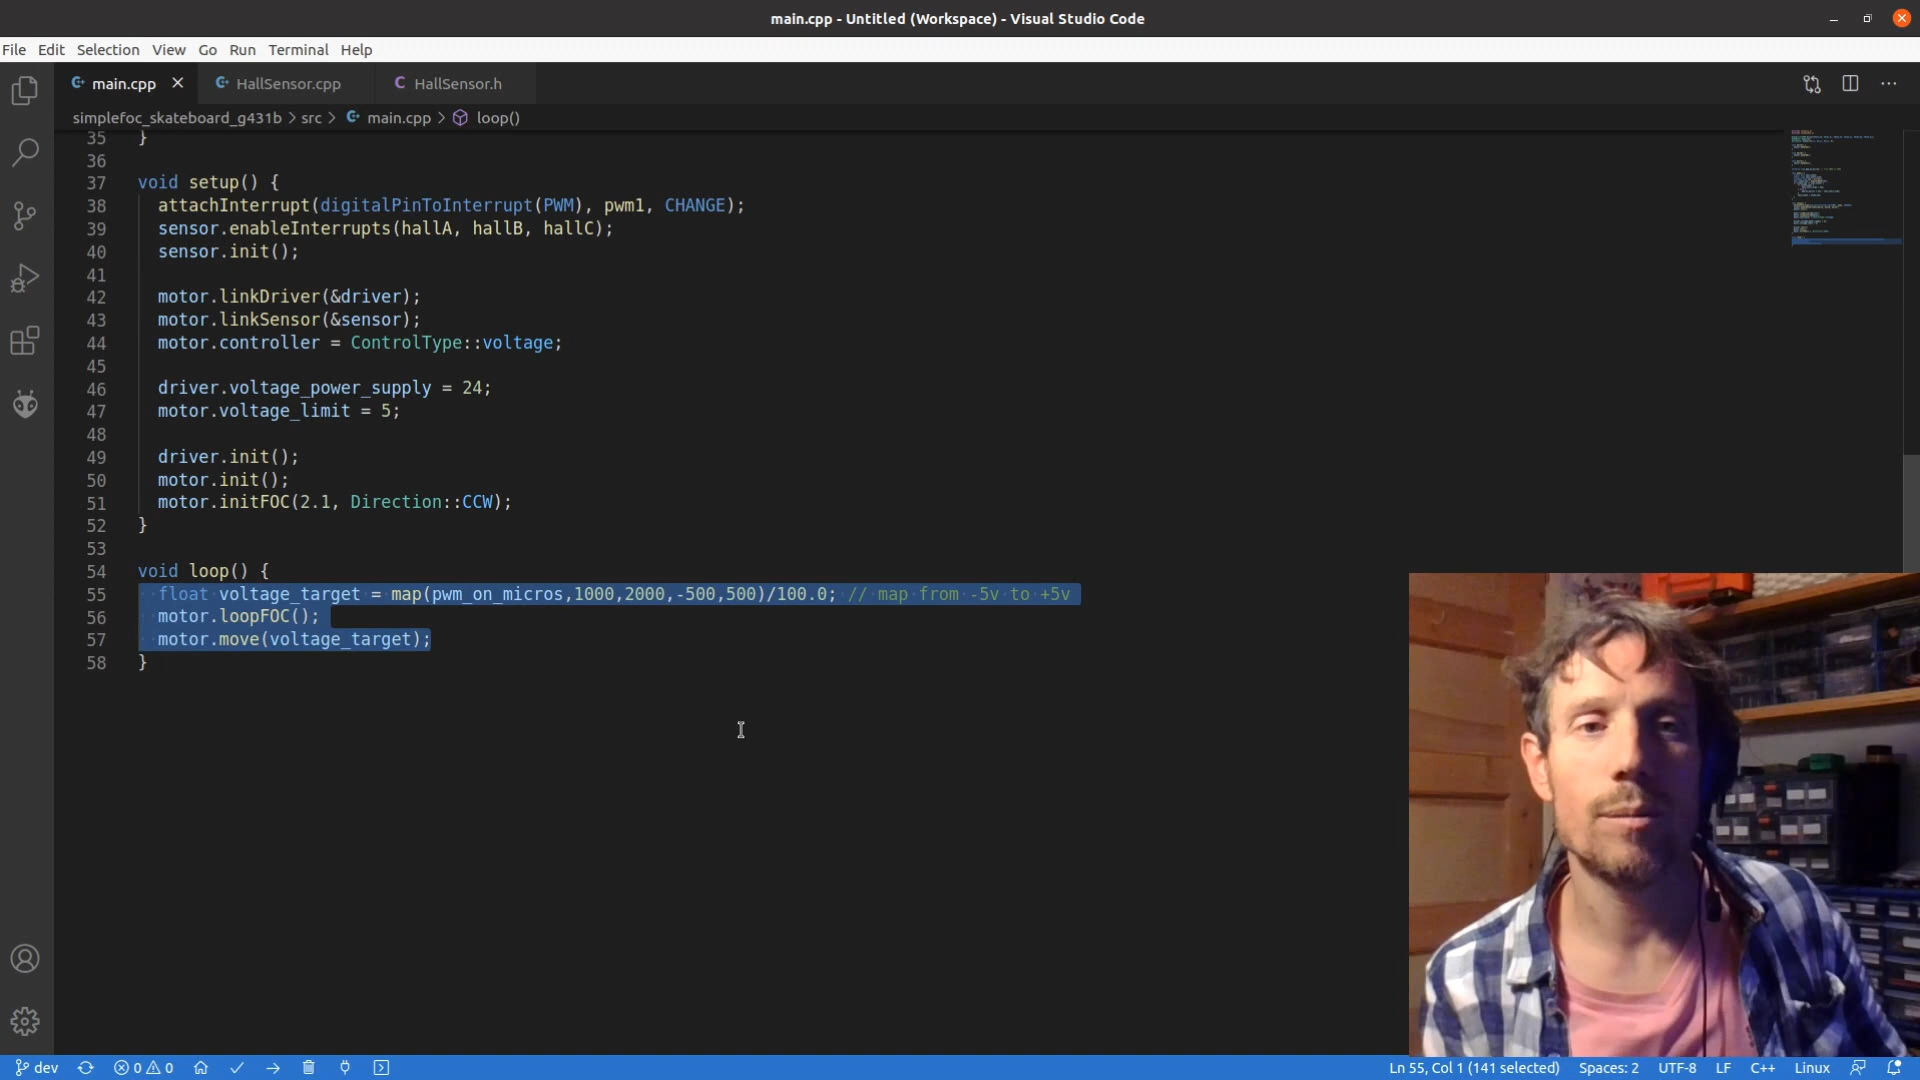 main.cpp - Untitled (Workspace) - Visual Studio Code
File Edit Selection View Go Run Terminal Help
main.cpp HallSensor.cpp HallSensor.h
simplefoc_skateboard_g431b > src > main.cpp > loop()
35 }
36
37 void setup() {
38 attachInterrupt(digitalPinToInterrupt(PWM), pwm1, CHANGE);
39 sensor.enableInterrupts(hallA, hallB, hallC);
40 sensor.init();
41
42 motor.linkDriver(&driver);
43 motor.linkSensor(&sensor);
44 motor.controller = ControlType::voltage;
45
46 driver.voltage_power_supply = 24;
47 motor.voltage_limit = 5;
48
49 driver.init();
50 motor.init();
51 motor.initFOC(2.1, Direction::CCW);
52 }
53
54 void loop() {
55 float voltage_target = map(pwm_on_micros,1000,2000,-500,500)/100.0; // map from -5v to +5v
56 motor.loopFOC();
57 motor.move(voltage_target);
58 }
dev 0 0 Ln 55, Col 1 (141 selected) Spaces: 2 UTF-8 LF C++ Linux